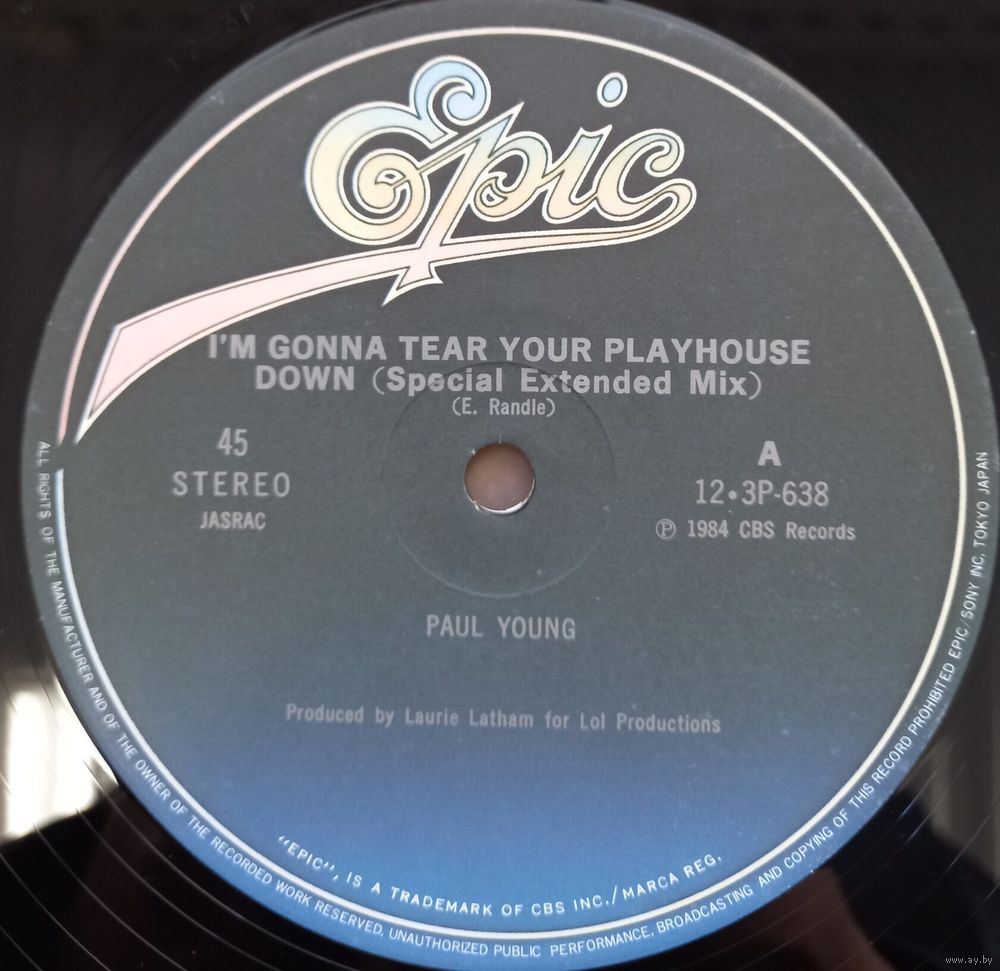 Epic
I'M GONNA TEAR YOUR PLAYHOUSE
DOWN (Special Extended Mix)
(E. Randle)
45
STEREO
JASRAC
A
12•3P-638
Ⓟ 1984 CBS Records
PAUL YOUNG
Produced by Laurie Latham for Lol Productions
“EPIC”, IS A TRADEMARK OF CBS INC./MARCA REG.
ALL RIGHTS OF THE MANUFACTURER AND OF THE OWNER OF THE RECORDED WORK RESERVED, UNAUTHORIZED PUBLIC PERFORMANCE, BROADCASTING AND COPYING OF THIS RECORD PROHIBITED EPIC/SONY INC. TOKYO JAPAN
www.ay.by